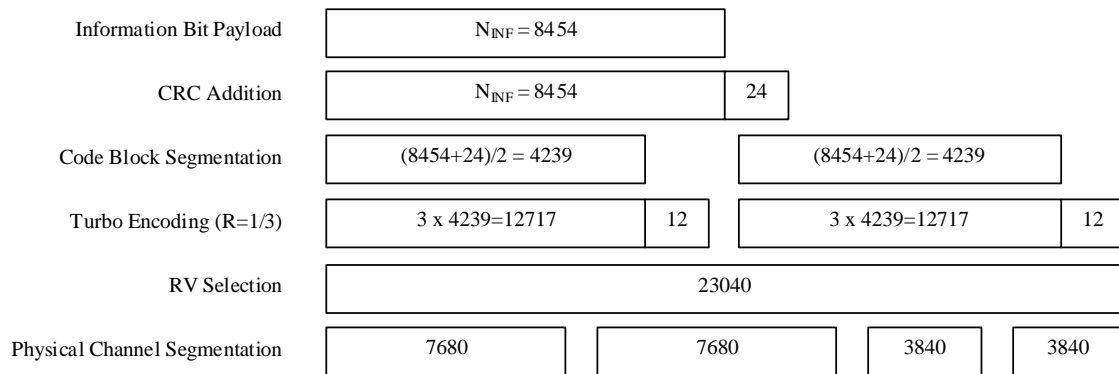 Information Bit Payload
N_INF = 8454
CRC Addition
N_INF = 8454
24
Code Block Segmentation
(8454+24)/2 = 4239
(8454+24)/2 = 4239
Turbo Encoding (R=1/3)
3 x 4239=12717
12
3 x 4239=12717
12
RV Selection
23040
Physical Channel Segmentation
7680
7680
3840
3840